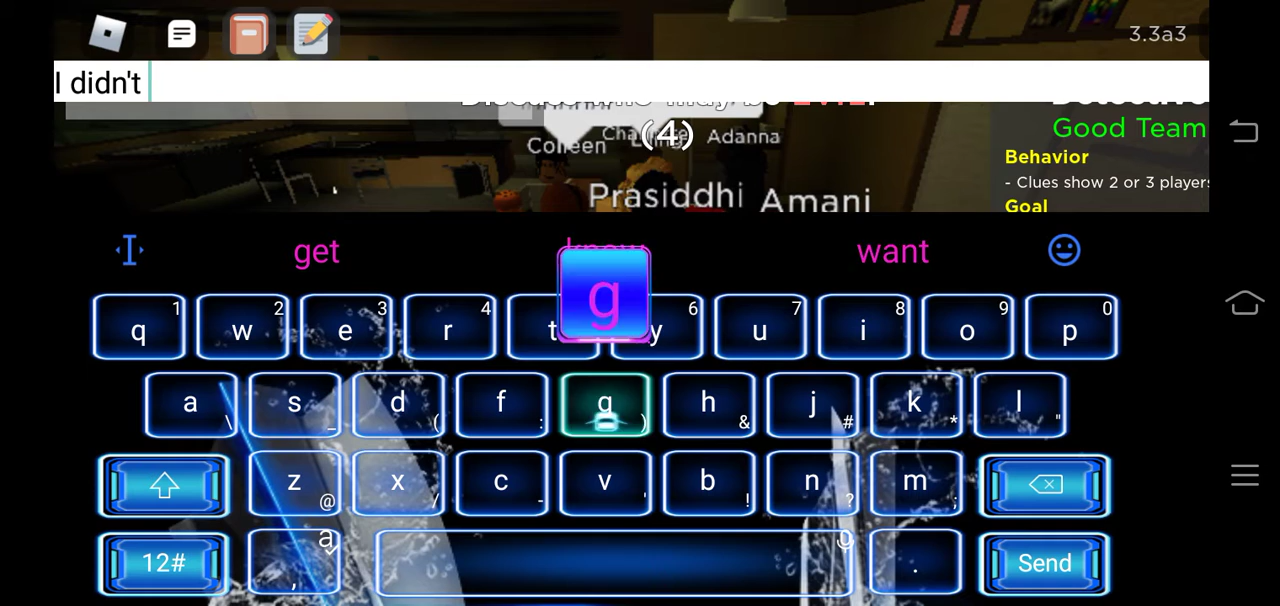 3.3a3
I didn't
(4)
Good Team
Colleen
Adanna
Behavior
Prasiddhi Amani
- Clues show 2 or 3 players
Goal
get want
g
1 2 3 4 6 7 8 9 0
q w e r t y u i o p
a s d f g h j k l
\ _ ( : ) & # * "
z x c v b n m
@ / - ' ! ? ;
12# , . Send